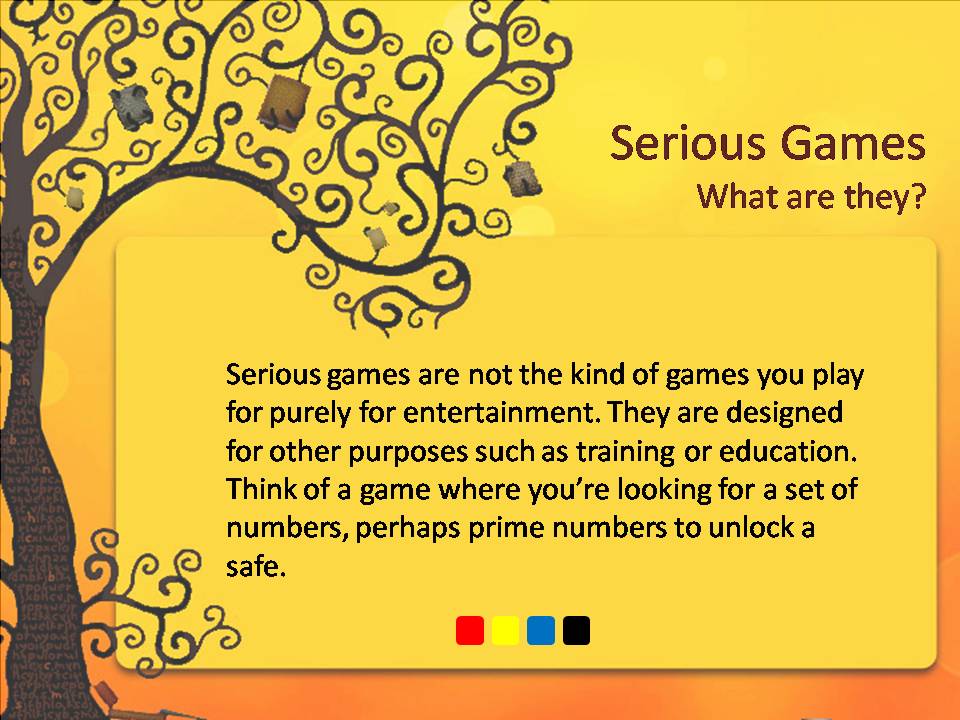 Serious Games
What are they?
Serious games are not the kind of games you play
for purely for entertainment. They are designed
for other purposes such as training or education.
Think of a game where you’re looking for a set of
numbers, perhaps prime numbers to unlock a
safe.